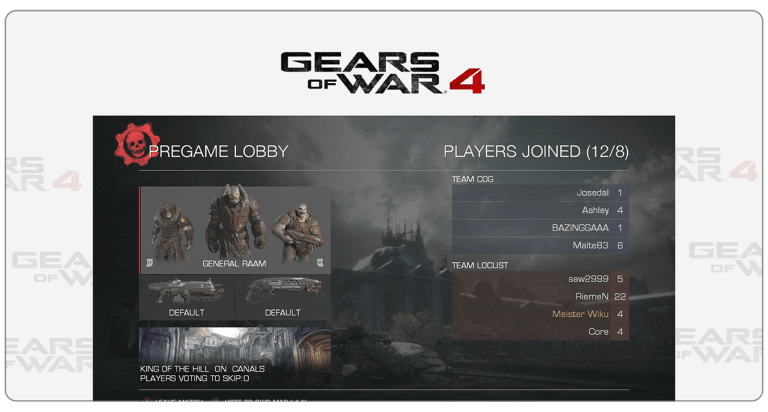 GEARS
OF WAR 4
PREGAME LOBBY
PLAYERS JOINED (12/8)
GENERAL RAAM
DEFAULT
DEFAULT
KING OF THE HILL ON CANALS
PLAYERS VOTING TO SKIP:0
TEAM COG
Josedal 1
Ashley 4
BAZINGGAAA 1
Malte83 6
TEAM LOCUST
saw2999 5
RiemeN 22
Meister Wiku 4
Core 4